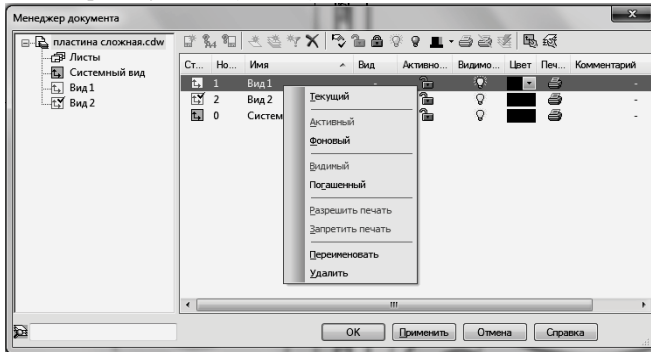 Менеджер документа
пластина сложная.cdw
Листы
Системный вид
Вид 1
Вид 2
Ст... Но... Имя Вид Активно... Видимо... Цвет Печ... Комментарий
1 Вид 1 -
2 Вид 2 -
0 Систем -
Текущий
Активный
Фоновый
Видимый
Погашенный
Разрешить печать
Запретить печать
Переименовать
Удалить
OK Применить Отмена Справка